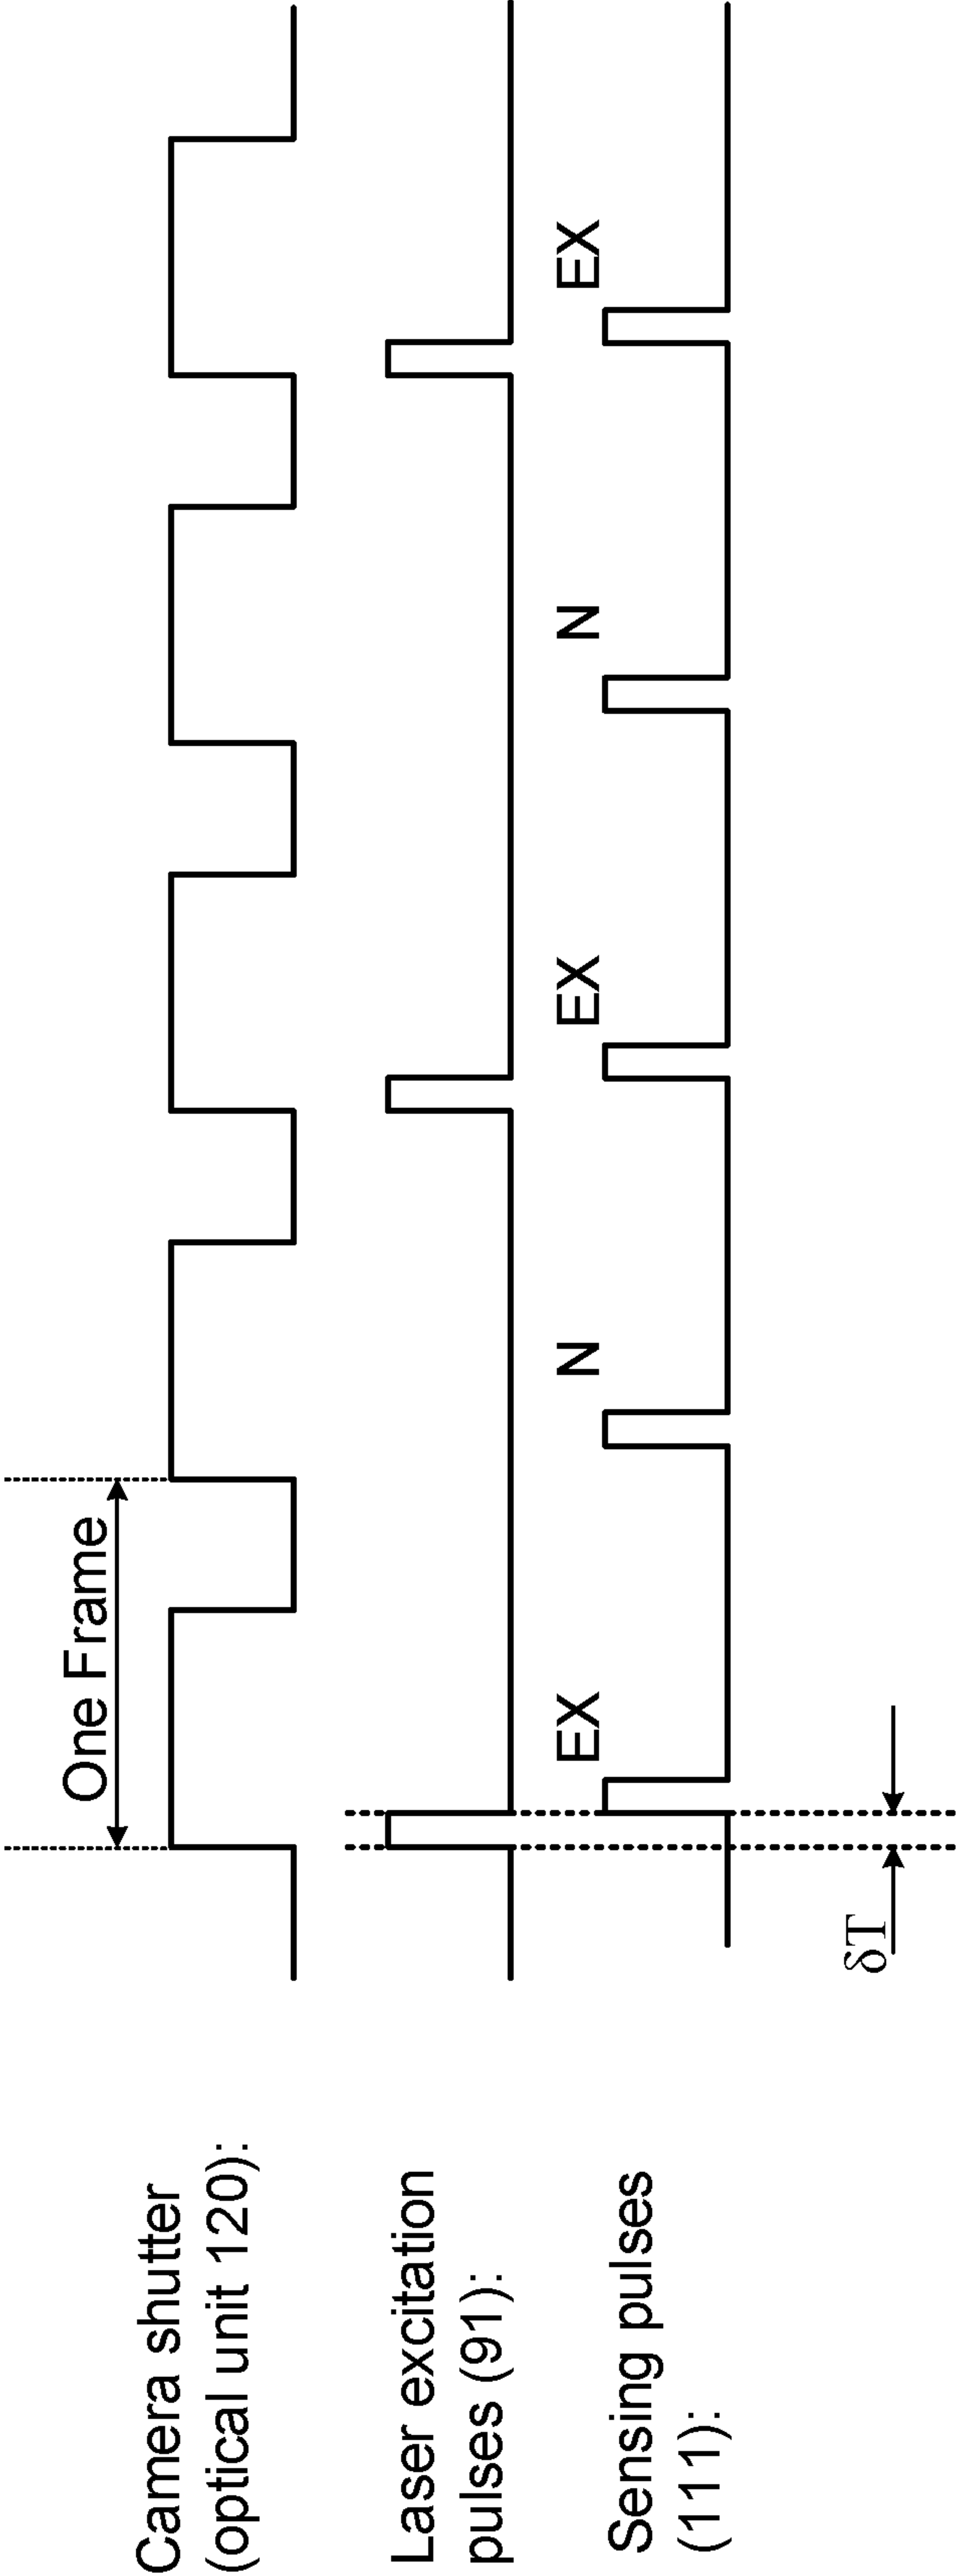 One Frame
Camera shutter
(optical unit 120):
Laser excitation
pulses (91):
EX
N
EX
N
EX
Sensing pulses
(111):
δT